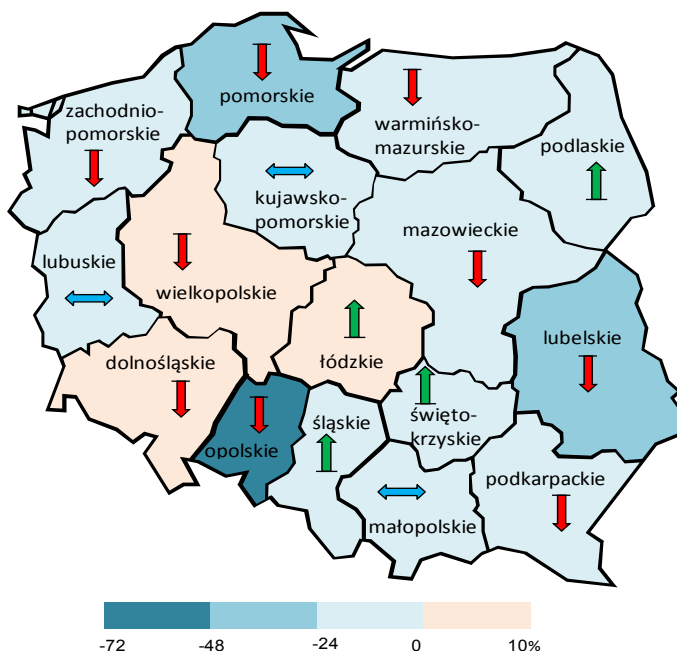 pomorskie
zachodnio-
pomorskie
warmińsko-
mazurskie
podlaskie
kujawsko-
pomorskie
mazowieckie
lubuskie
wielkopolskie
lubelskie
dolnośląskie
łódzkie
święto-
krzyskie
śląskie
opolskie
podkarpackie
małopolskie
-72 -48 -24 0 10%